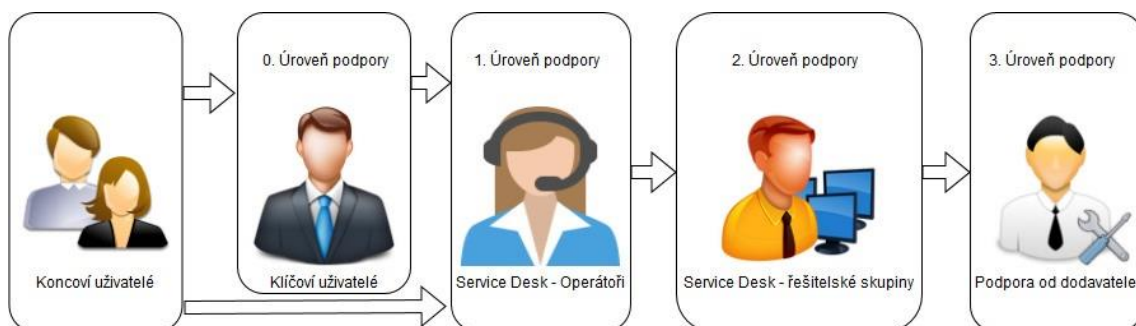 0. Úroveň podpory
1. Úroveň podpory
2. Úroveň podpory
3. Úroveň podpory
Koncoví uživatelé
Klíčoví uživatelé
Service Desk - Operátoři
Service Desk - řešitelské skupiny
Podpora od dodavatele